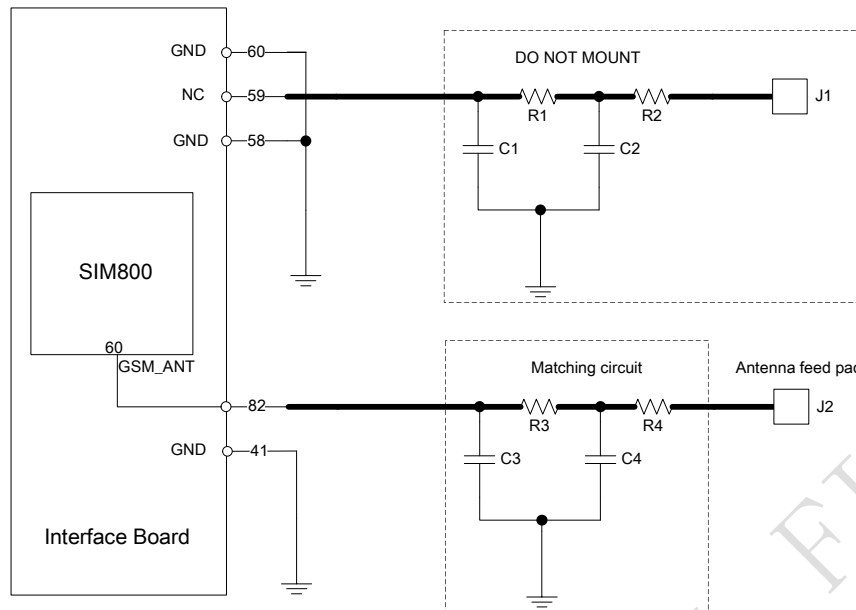 GND 60
DO NOT MOUNT
NC 59
J1
R1 R2
GND 58
C1 C2
SIM800
60
GSM_ANT
Matching circuit
Antenna feed pad
82
J2
R3 R4
GND 41
C3 C4
Interface Board